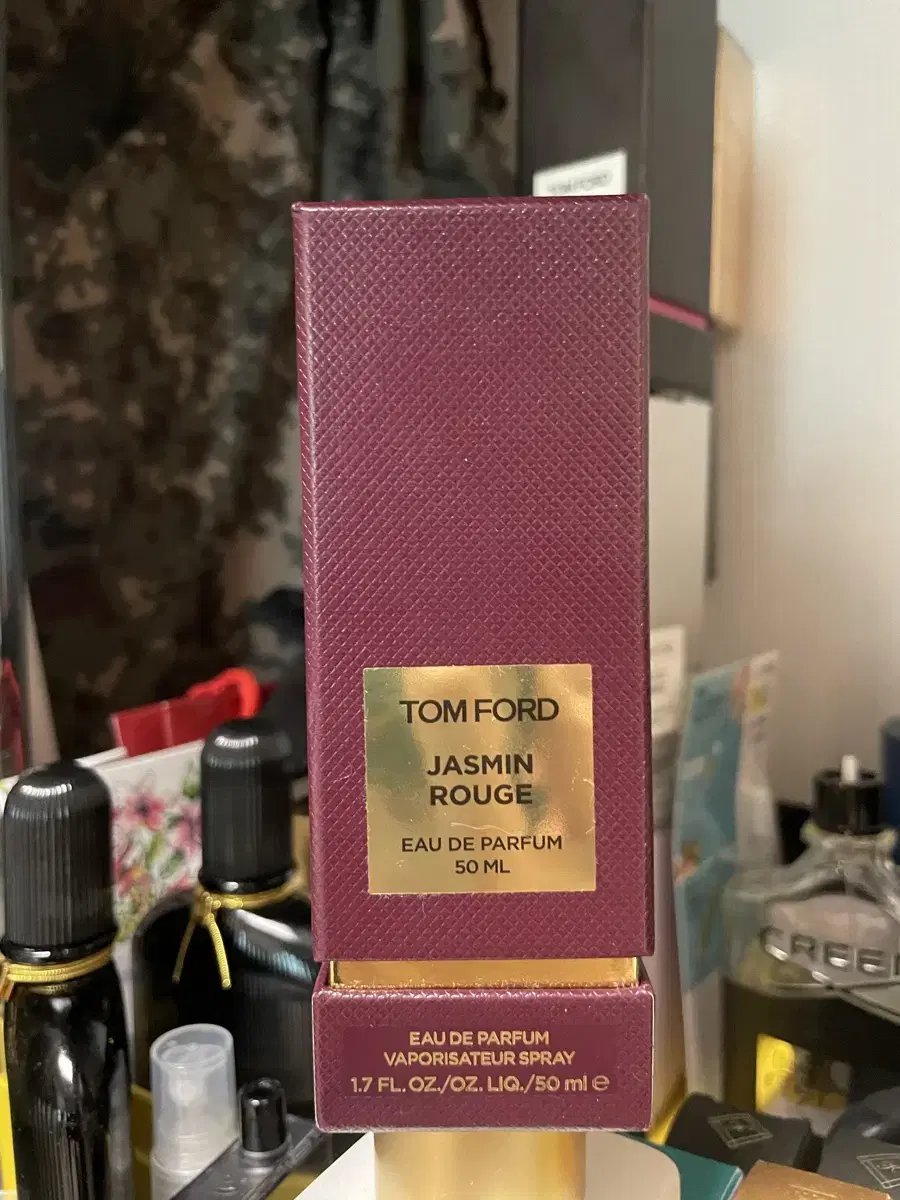 TOM FORD
TOM FORD
JASMIN
ROUGE
EAU DE PARFUM
50 ML
EAU DE PARFUM
VAPORISATEUR SPRAY
1.7 FL. OZ./OZ. LIQ./50 ml ℮
CREE